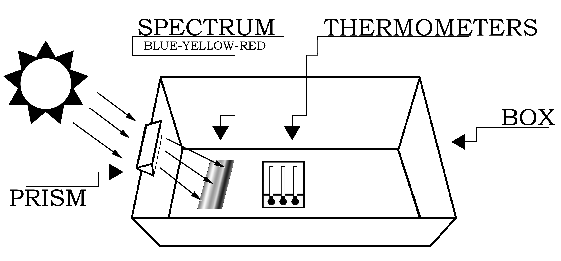 SPECTRUM
BLUE-YELLOW-RED
THERMOMETERS
BOX
PRISM